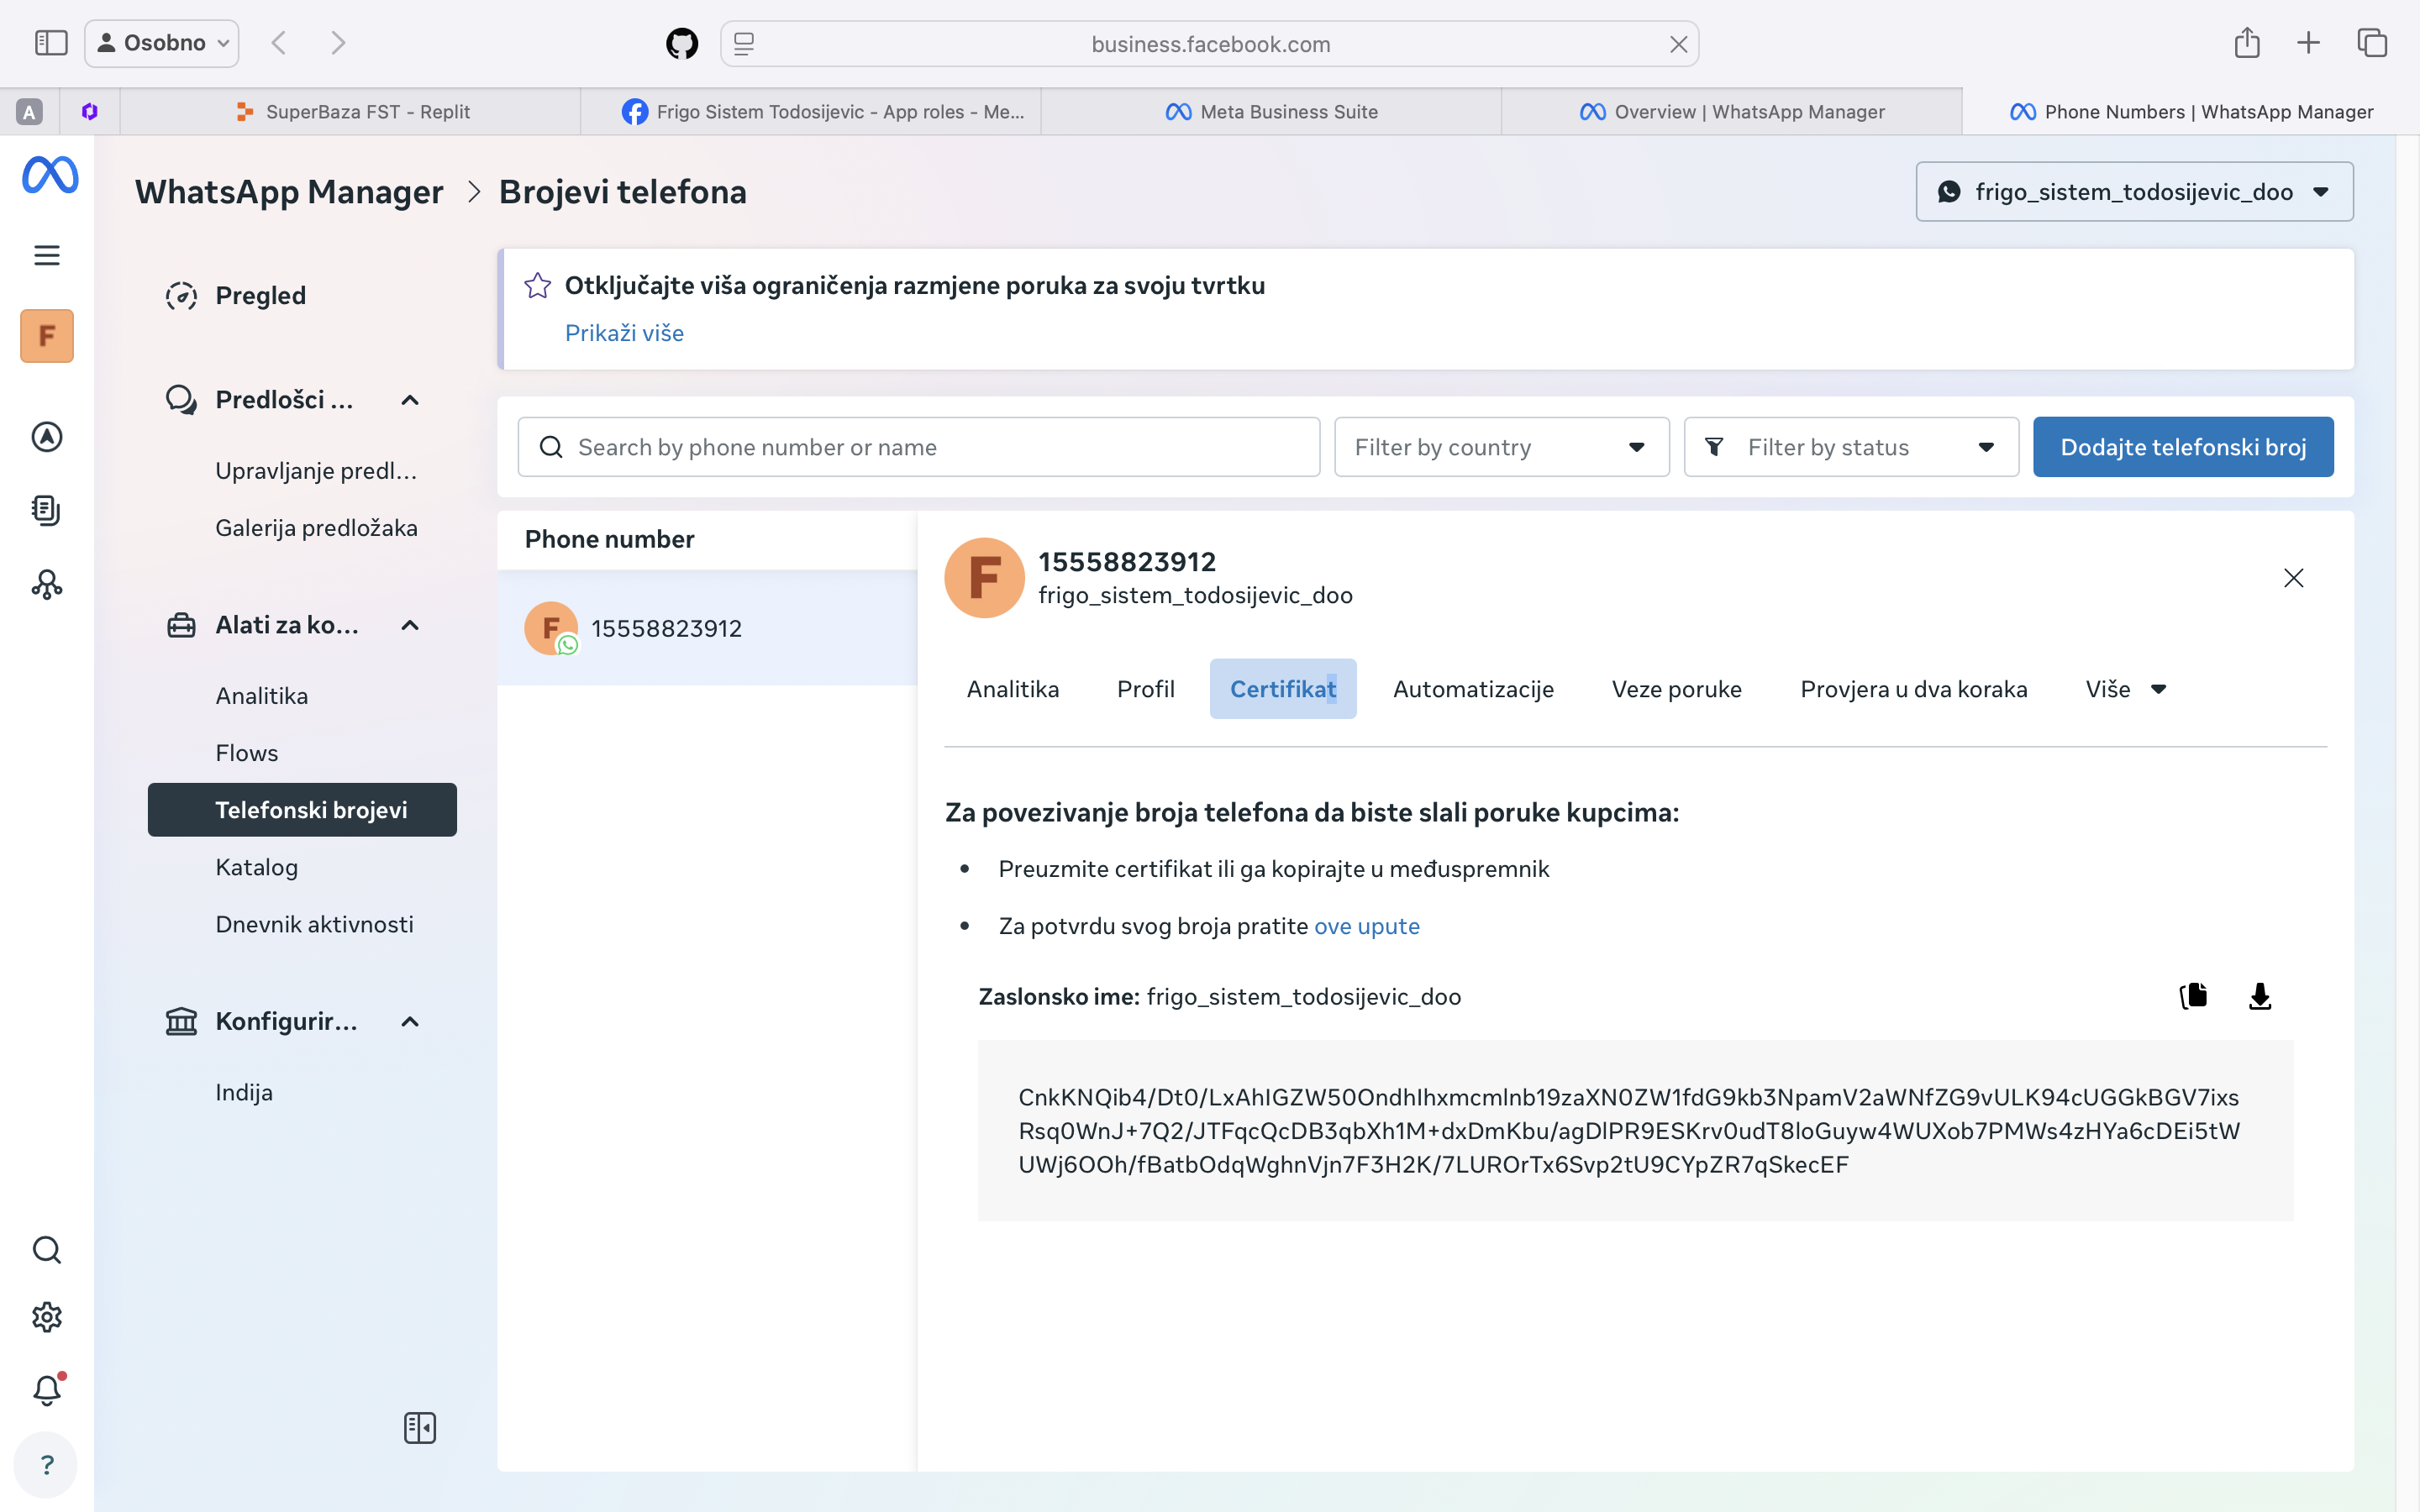 Osobno
business.facebook.com
A
SuperBaza FST - Replit
Frigo Sistem Todosijevic - App roles - Me...
Meta Business Suite
Overview | WhatsApp Manager
Phone Numbers | WhatsApp Manager
WhatsApp Manager > Brojevi telefona
frigo_sistem_todosijevic_doo
F
Pregled
Predlošci ...
Upravljanje predl...
Galerija predložaka
Alati za ko...
Analitika
Flows
Telefonski brojevi
Katalog
Dnevnik aktivnosti
Konfigurir...
Indija
?
Otključajte viša ograničenja razmjene poruka za svoju tvrtku
Prikaži više
Search by phone number or name
Filter by country
Filter by status
Dodajte telefonski broj
Phone number
F
15558823912
F
15558823912
frigo_sistem_todosijevic_doo
Analitika
Profil
Certifikat
Automatizacije
Veze poruke
Provjera u dva koraka
Više
Za povezivanje broja telefona da biste slali poruke kupcima:
• Preuzmite certifikat ili ga kopirajte u međuspremnik
• Za potvrdu svog broja pratite ove upute
Zaslonsko ime: frigo_sistem_todosijevic_doo
CnkKNQib4/Dt0/LxAhIGZW50OndhIhxmcmlnb19zaXN0ZW1fdG9kb3NpamV2aWNfZG9vULK94cUGGkBGV7ixs
Rsq0WnJ+7Q2/JTFqcQcDB3qbXh1M+dxDmKbu/agDlPR9ESKrv0udT8loGuyw4WUXob7PMWs4zHYa6cDEi5tW
UWj6OOh/fBatbOdqWghnVjn7F3H2K/7LUROrTx6Svp2tU9CYpZR7qSkecEF